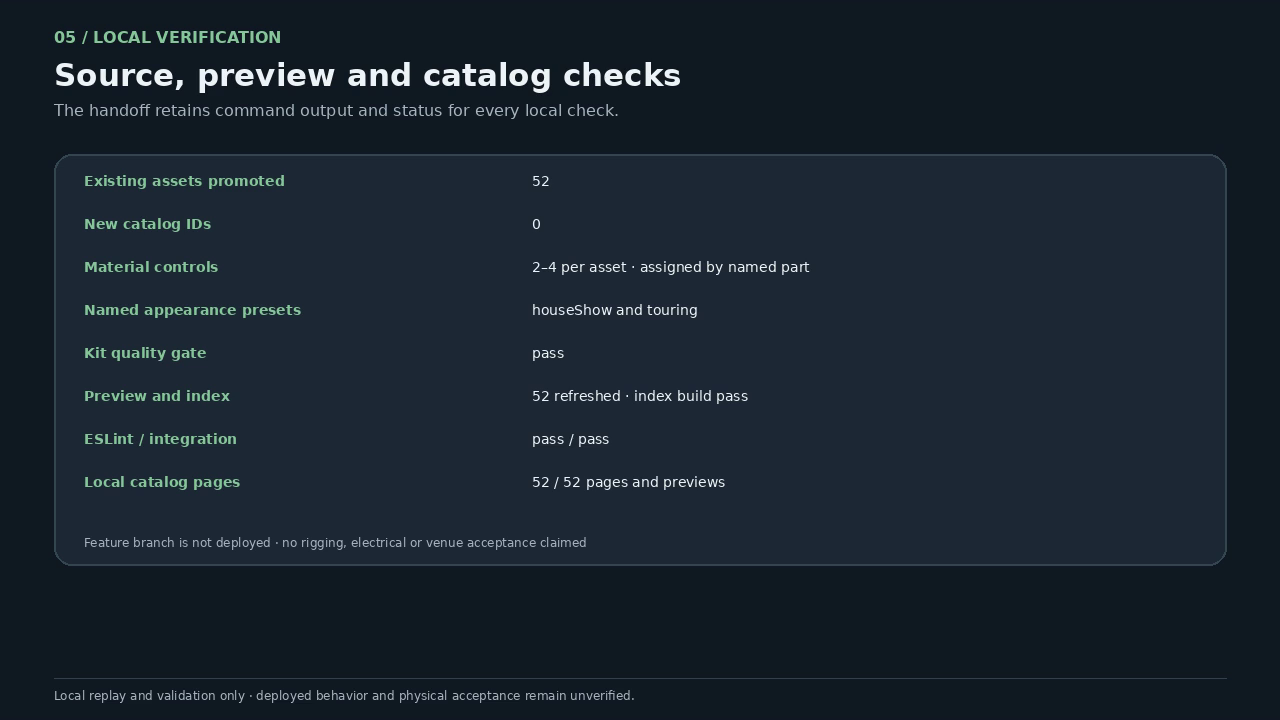 05 / LOCAL VERIFICATION
Source, preview and catalog checks
The handoff retains command output and status for every local check.
Existing assets promoted 52
New catalog IDs 0
Material controls 2–4 per asset · assigned by named part
Named appearance presets houseShow and touring
Kit quality gate pass
Preview and index 52 refreshed · index build pass
ESLint / integration pass / pass
Local catalog pages 52 / 52 pages and previews
Feature branch is not deployed · no rigging, electrical or venue acceptance claimed
Local replay and validation only · deployed behavior and physical acceptance remain unverified.